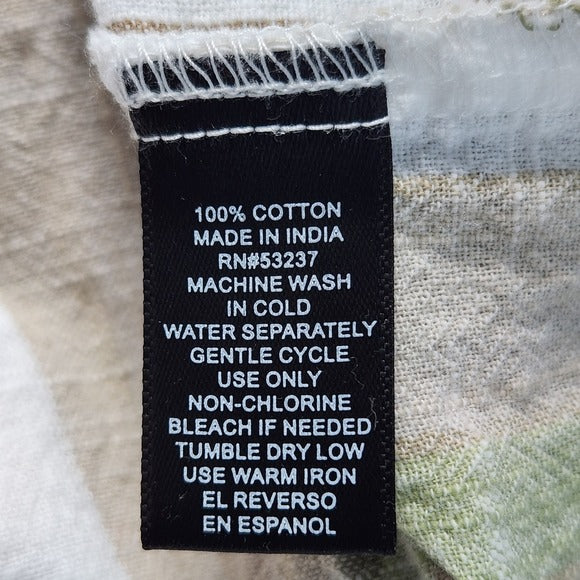 100% COTTON
MADE IN INDIA
RN#53237
MACHINE WASH
IN COLD
WATER SEPARATELY
GENTLE CYCLE
USE ONLY
NON-CHLORINE
BLEACH IF NEEDED
TUMBLE DRY LOW
USE WARM IRON
EL REVERSO
EN ESPANOL